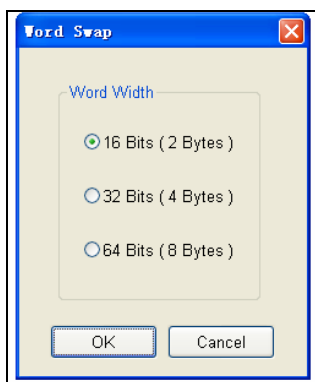 Word Swap
Word Width
16 Bits ( 2 Bytes )
32 Bits ( 4 Bytes )
64 Bits ( 8 Bytes )
OK Cancel